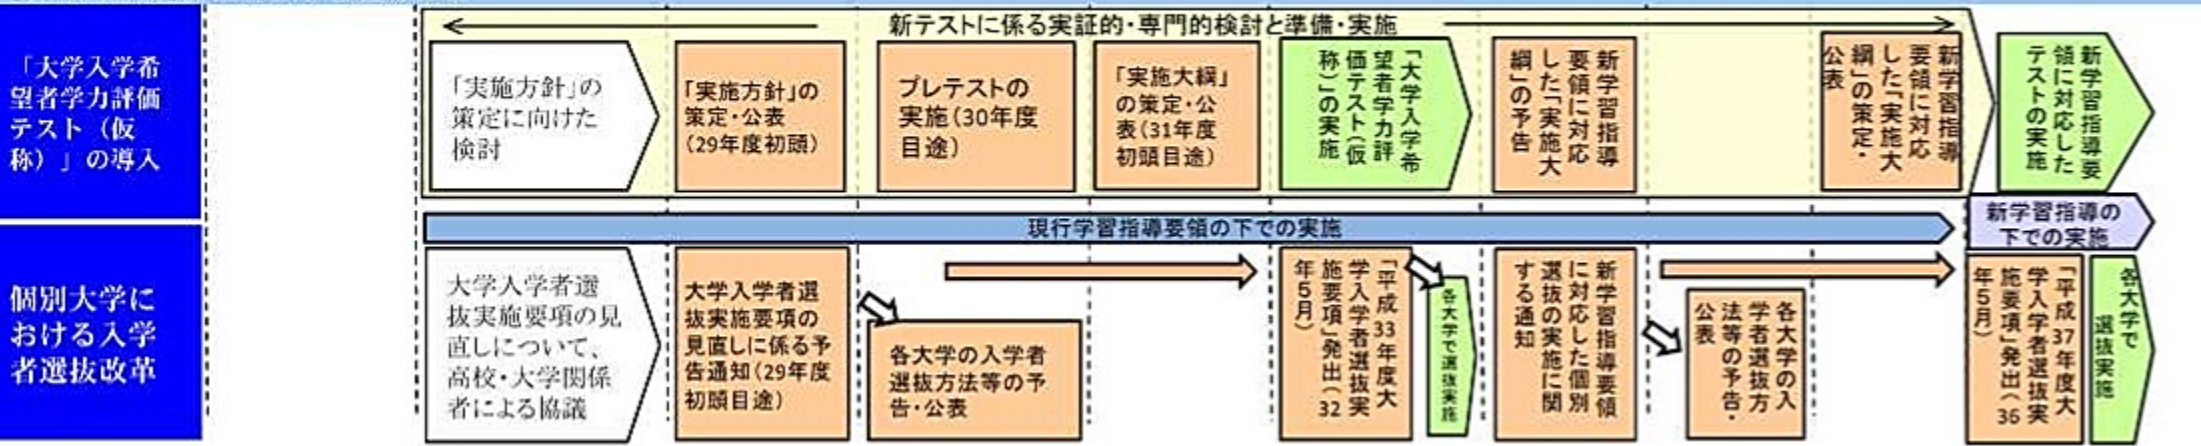 「大学入学希
望者学力評価
テスト（仮
称）」の導入
新テストに係る実証的・専門的検討と準備・実施
「実施方針」の
策定に向けた
検討
「実施方針」の
策定・公表
（29年度初頭）
プレテストの
実施（30年度
目途）
「実施大綱」
の策定・公
表（31年度
初頭目途）
「大学入学希
望者学力評
価テスト（仮
称）」の実施
新学習指導
要領に対応
した「実施大
綱」の予告
新学習指導
要領に対応
した「実施大
綱」の策定・
公表
新学習指導要
領に対応した
テストの実施
現行学習指導要領の下での実施
新学習指導の
下での実施
個別大学に
おける入学
者選抜改革
大学入学者選
抜実施要項の見
直しについて、
高校・大学関係
者による協議
大学入学者選
抜実施要項の
見直しに係る予
告通知（29年度
初頭目途）
各大学の入学者
選抜方法等の予
告・公表
「平成33年度大
学入学者選抜実
施要項」発出（32
年5月）
各大学で選抜実施
新学習指導要領
に対応した個別
選抜の実施に関
する通知
各大学の入
学者選抜方
法等の予告・
公表
「平成37年度大
学入学者選抜実
施要項」発出（36
年5月）
各大学で
選抜実施